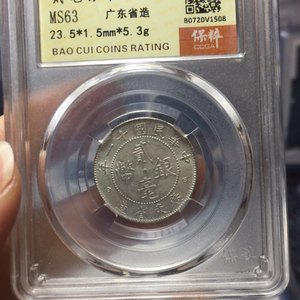 MS63 广东省造
23.5*1.5mm*5.3g
BAO CUI COINS RATING
B0720V1508
保粹
CCGA
中華民國十
年
貳毫
銀幣